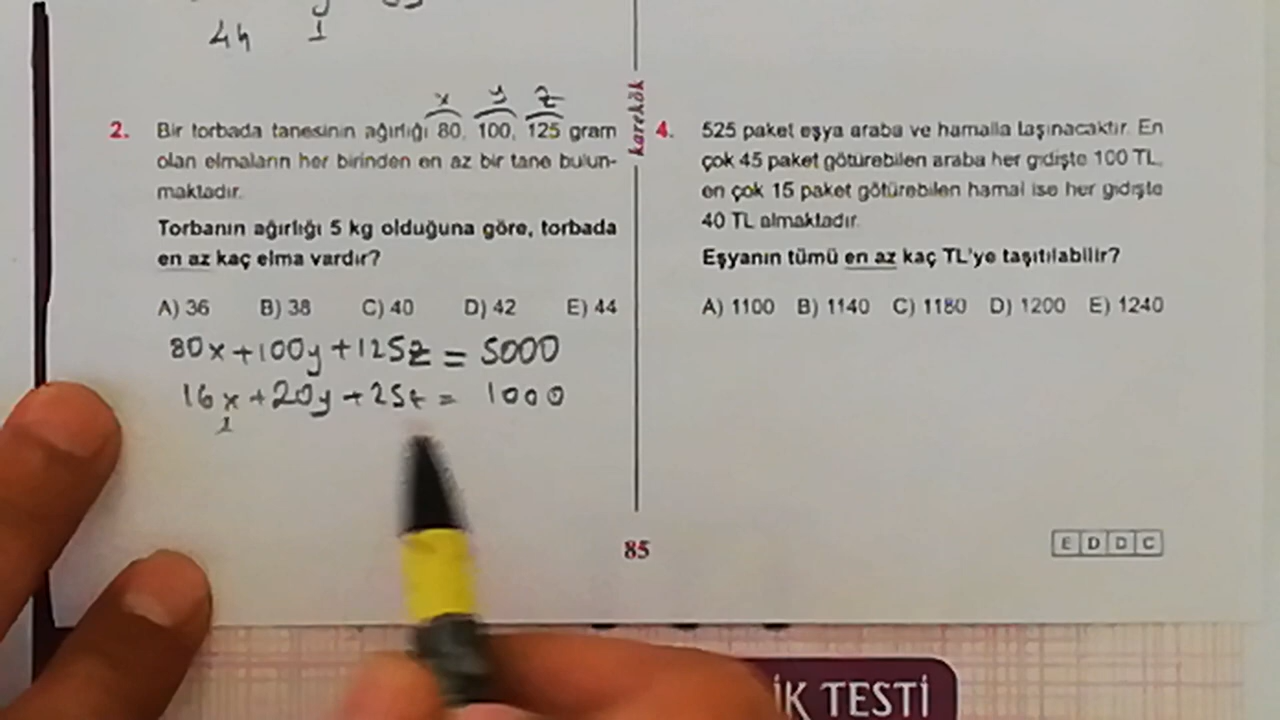 4h 1
x y z
2. Bir torbada tanesinin ağırlığı 80, 100, 125 gram
olan elmaların her birinden en az bir tane bulun-
maktadır.
Torbanın ağırlığı 5 kg olduğuna göre, torbada
en az kaç elma vardır?
A) 36 B) 38 C) 40 D) 42 E) 44
80x+100y+125z = 5000
16x+20y+25z = 1000
1
karekök
4. 525 paket eşya araba ve hamalla taşınacaktır. En
çok 45 paket götürebilen araba her gidişte 100 TL,
en çok 15 paket götürebilen hamal ise her gidişte
40 TL almaktadır.
Eşyanın tümü en az kaç TL'ye taşıtılabilir?
A) 1100 B) 1140 C) 1180 D) 1200 E) 1240
85
E D D C
İK TESTİ